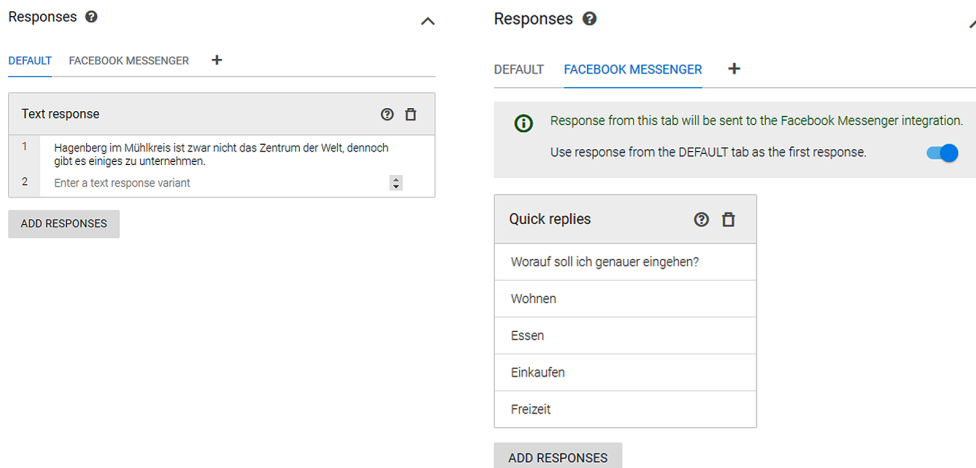 Responses
DEFAULT
FACEBOOK MESSENGER
Text response
1
Hagenberg im Mühlkreis ist zwar nicht das Zentrum der Welt, dennoch
gibt es einiges zu unternehmen.
2
Enter a text response variant
ADD RESPONSES
Responses
DEFAULT
FACEBOOK MESSENGER
Response from this tab will be sent to the Facebook Messenger integration.
Use response from the DEFAULT tab as the first response.
Quick replies
Worauf soll ich genauer eingehen?
Wohnen
Essen
Einkaufen
Freizeit
ADD RESPONSES